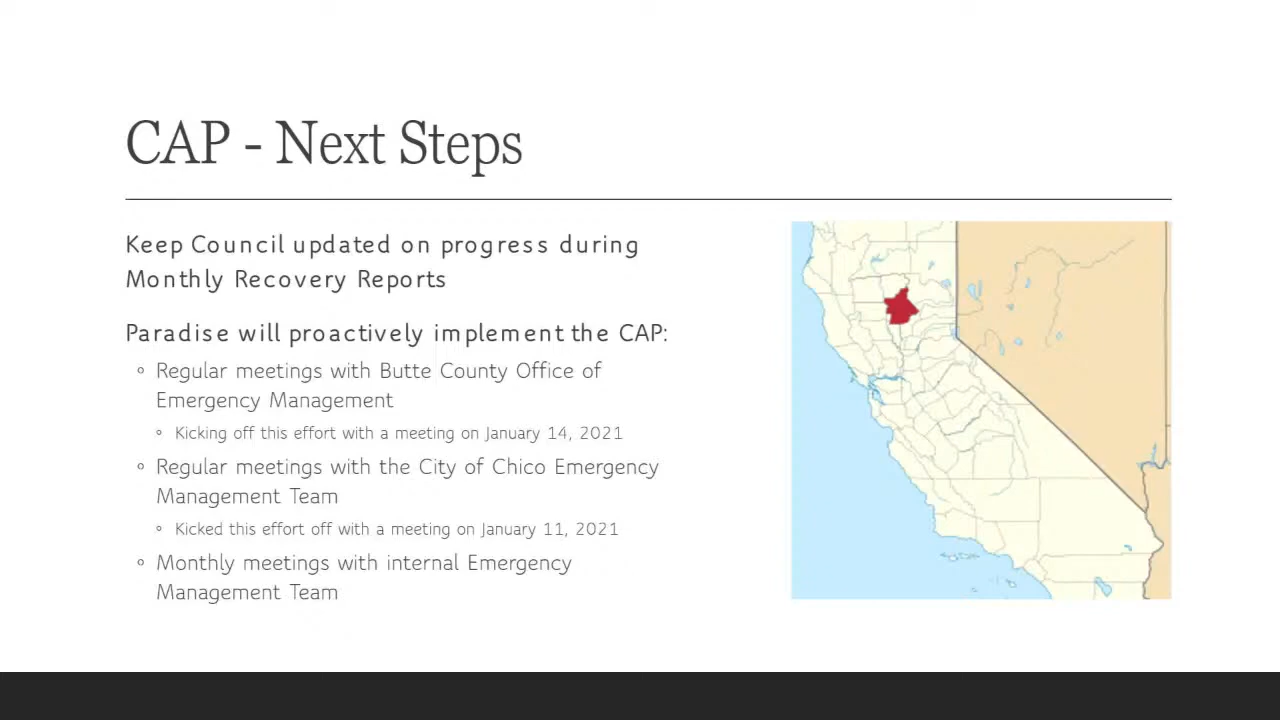 CAP - Next Steps
Keep Council updated on progress during
Monthly Recovery Reports
Paradise will proactively implement the CAP:
◦ Regular meetings with Butte County Office of
Emergency Management
◦ Kicking off this effort with a meeting on January 14, 2021
◦ Regular meetings with the City of Chico Emergency
Management Team
◦ Kicked this effort off with a meeting on January 11, 2021
◦ Monthly meetings with internal Emergency
Management Team